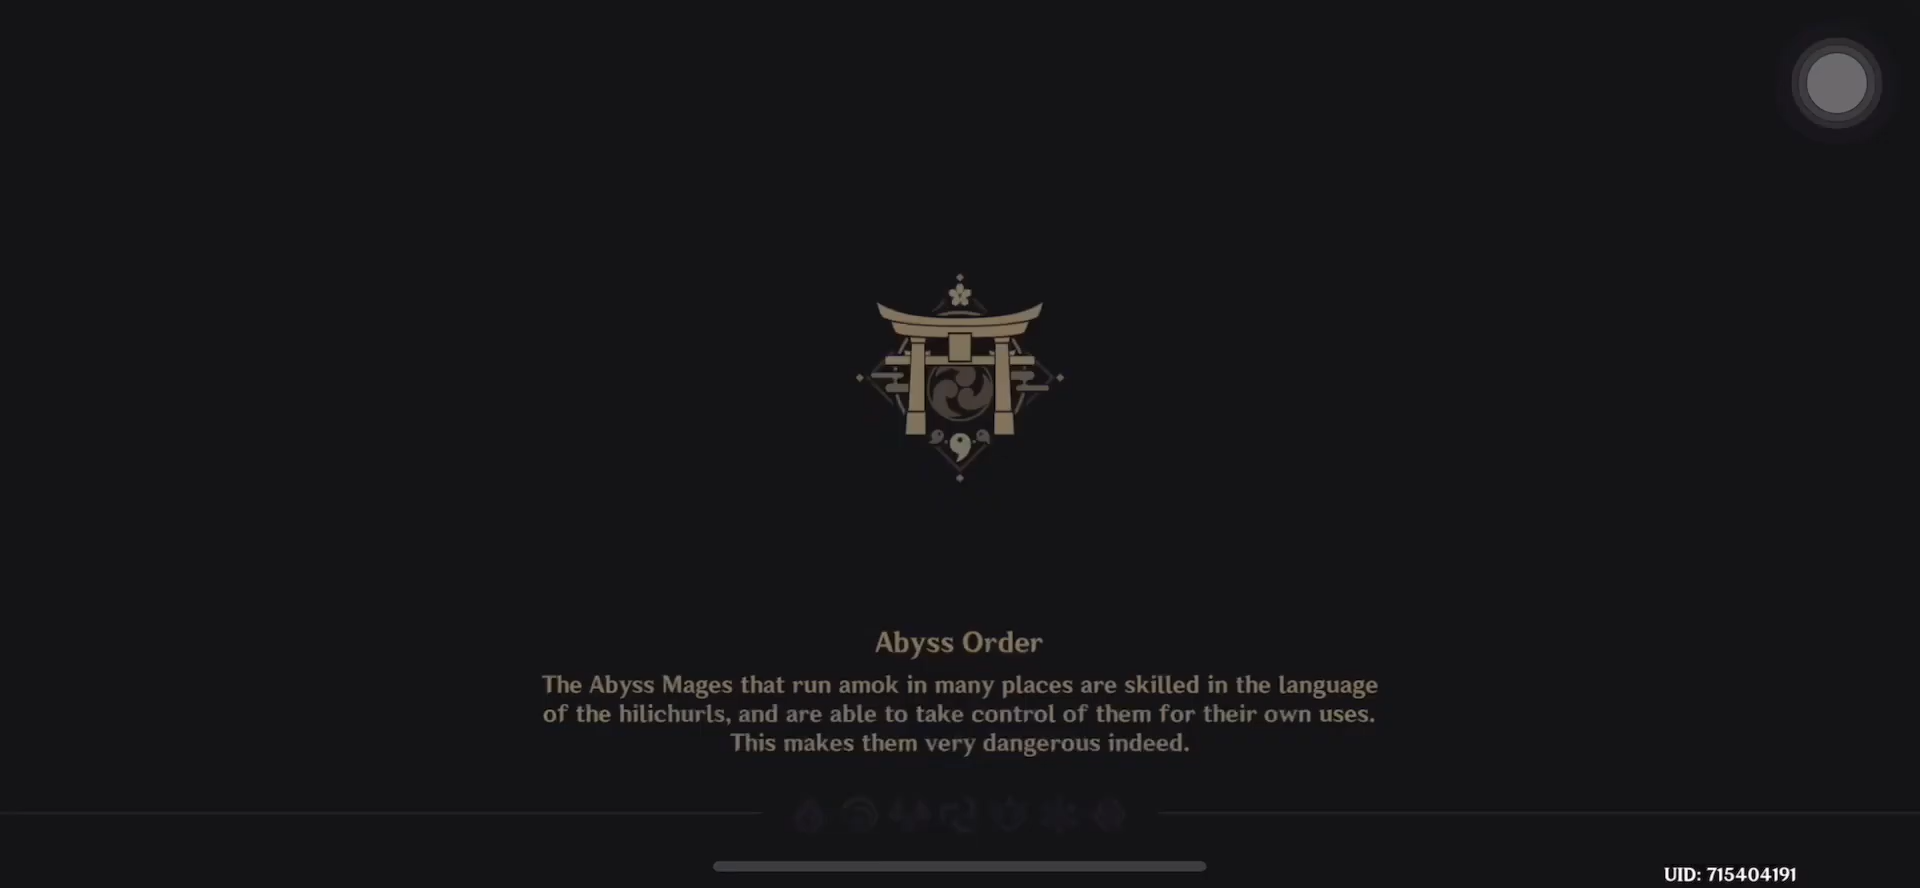 Abyss Order
The Abyss Mages that run amok in many places are skilled in the language
of the hilichurls, and are able to take control of them for their own uses.
This makes them very dangerous indeed.
UID: 715404191